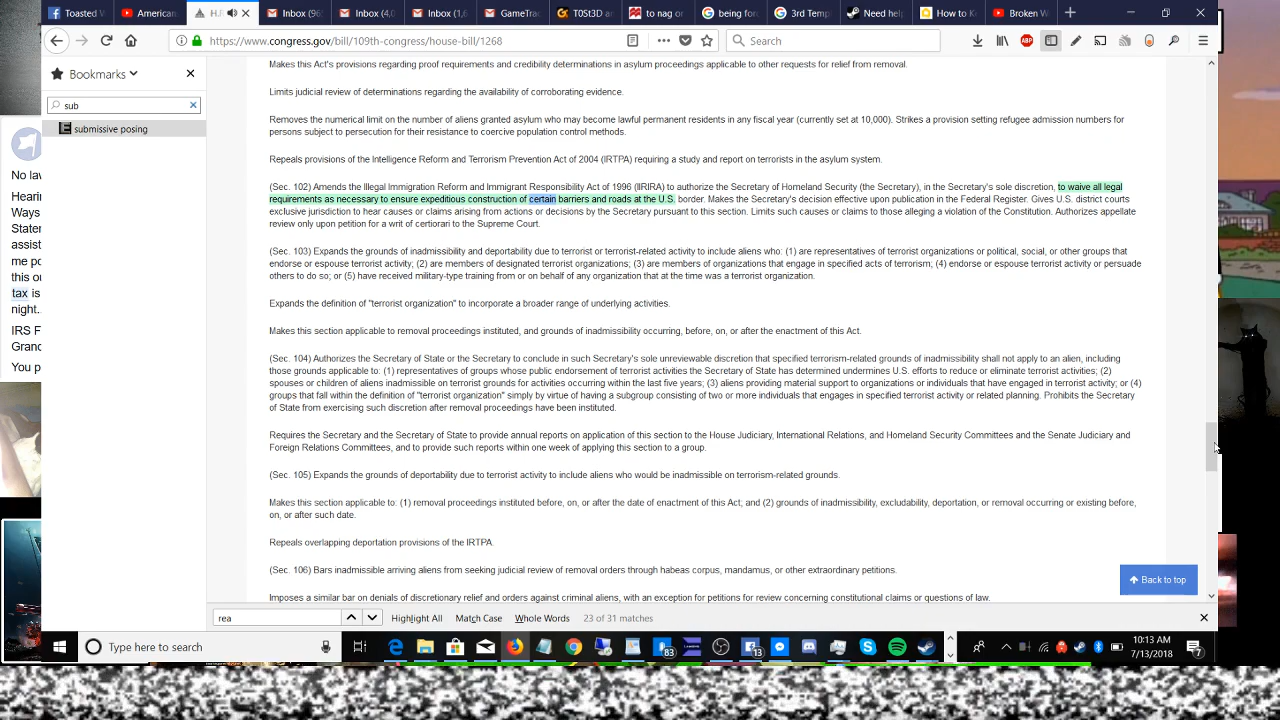 Toasted W
American
H.R
Inbox (96
Inbox (4,0
Inbox (1,6
GameTrac
T0St3D
to nag o
being forc
3rd Temp
Need help
How to K
Broken W
https://www.congress.gov/bill/109th-congress/house-bill/1268
Search
Bookmarks
sub
submissive posing
No law
Hearin
Ways
Staten
assist
me po
this or
tax is
night..
IRS F
Grand
You p
Makes this Act's provisions regarding proof requirements and credibility determinations in asylum proceedings applicable to other requests for relief from removal.
Limits judicial review of determinations regarding the availability of corroborating evidence.
Removes the numerical limit on the number of aliens granted asylum who may become lawful permanent residents in any fiscal year (currently set at 10,000). Strikes a provision setting refugee admission numbers for
persons subject to persecution for their resistance to coercive population control methods.
Repeals provisions of the Intelligence Reform and Terrorism Prevention Act of 2004 (IRTPA) requiring a study and report on terrorists in the asylum system.
(Sec. 102) Amends the Illegal Immigration Reform and Immigrant Responsibility Act of 1996 (IIRIRA) to authorize the Secretary of Homeland Security (the Secretary), in the Secretary's sole discretion, to waive all legal
requirements as necessary to ensure expeditious construction of certain barriers and roads at the U.S. border. Makes the Secretary's decision effective upon publication in the Federal Register. Gives U.S. district courts
exclusive jurisdiction to hear causes or claims arising from actions or decisions by the Secretary pursuant to this section. Limits such causes or claims to those alleging a violation of the Constitution. Authorizes appellate
review only upon petition for a writ of certiorari to the Supreme Court.
(Sec. 103) Expands the grounds of inadmissibility and deportability due to terrorist or terrorist-related activity to include aliens who: (1) are representatives of terrorist organizations or political, social, or other groups that
endorse or espouse terrorist activity; (2) are members of designated terrorist organizations; (3) are members of organizations that engage in specified acts of terrorism; (4) endorse or espouse terrorist activity or persuade
others to do so; or (5) have received military-type training from or on behalf of any organization that at the time was a terrorist organization.
Expands the definition of "terrorist organization" to incorporate a broader range of underlying activities.
Makes this section applicable to removal proceedings instituted, and grounds of inadmissibility occurring, before, on, or after the enactment of this Act.
(Sec. 104) Authorizes the Secretary of State or the Secretary to conclude in such Secretary's sole unreviewable discretion that specified terrorism-related grounds of inadmissibility shall not apply to an alien, including
those grounds applicable to: (1) representatives of groups whose public endorsement of terrorist activities the Secretary of State has determined undermines U.S. efforts to reduce or eliminate terrorist activities; (2)
spouses or children of aliens inadmissible on terrorist grounds for activities occurring within the last five years; (3) aliens providing material support to organizations or individuals that have engaged in terrorist activity; or (4)
groups that fall within the definition of "terrorist organization" simply by virtue of having a subgroup consisting of two or more individuals that engages in specified terrorist activity or related planning. Prohibits the Secretary
of State from exercising such discretion after removal proceedings have been instituted.
Requires the Secretary and the Secretary of State to provide annual reports on application of this section to the House Judiciary, International Relations, and Homeland Security Committees and the Senate Judiciary and
Foreign Relations Committees, and to provide such reports within one week of applying this section to a group.
(Sec. 105) Expands the grounds of deportability due to terrorist activity to include aliens who would be inadmissible on terrorism-related grounds.
Makes this section applicable to: (1) removal proceedings instituted before, on, or after the date of enactment of this Act, and (2) grounds of inadmissibility, excludability, deportation, or removal occurring or existing before,
on, or after such date.
Repeals overlapping deportation provisions of the IRTPA.
(Sec. 106) Bars inadmissible arriving aliens from seeking judicial review of removal orders through habeas corpus, mandamus, or other extraordinary petitions.
Imposes a similar bar on denials of discretionary relief and orders against criminal aliens, with an exception for petitions for review concerning constitutional claims or questions of law.
Back to top
rea
Highlight All
Match Case
Whole Words
23 of 31 matches
Type here to search
83
13
10:13 AM
7/13/2018
7